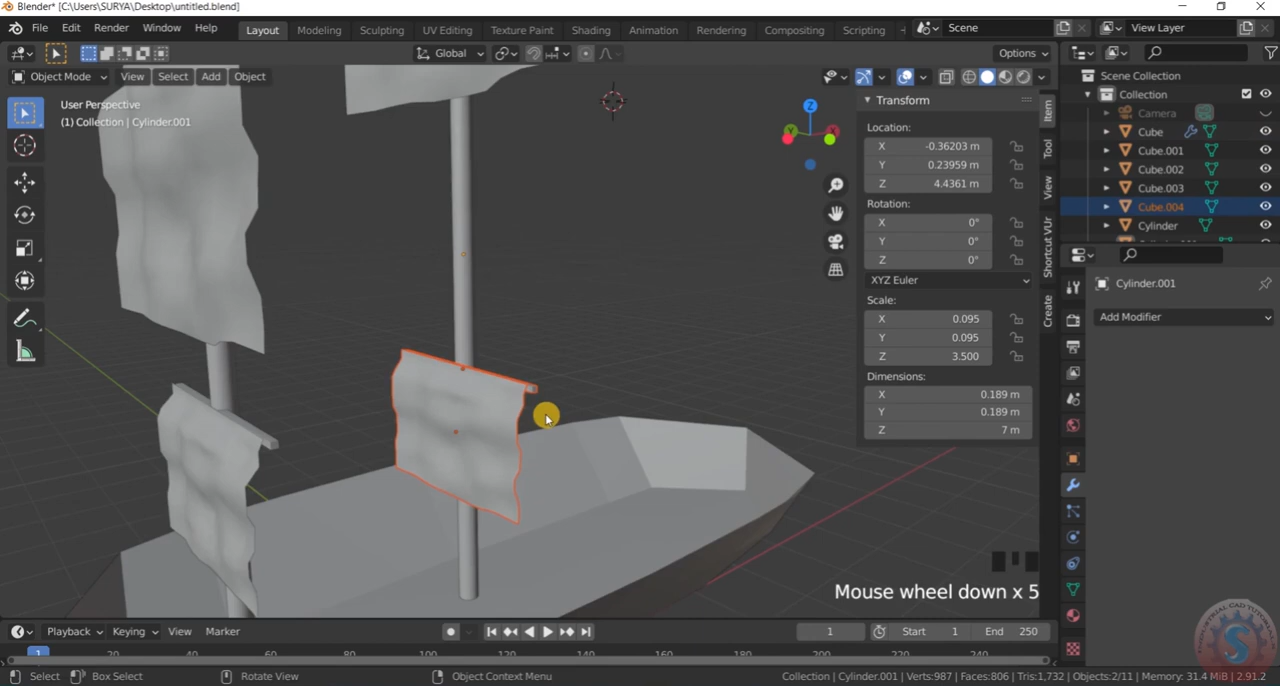 Blender* [C:\Users\SURYA\Desktop\untitled.blend]
File Edit Render Window Help Layout Modeling Sculpting UV Editing Texture Paint Shading Animation Rendering Compositing Scripting Scene View Layer
Global Options
Object Mode View Select Add Object
User Perspective
(1) Collection | Cylinder.001
Transform
Location:
X -0.36203 m
Y 0.23959 m
Z 4.4361 m
Rotation:
X 0°
Y 0°
Z 0°
XYZ Euler
Scale:
X 0.095
Y 0.095
Z 3.500
Dimensions:
X 0.189 m
Y 0.189 m
Z 7 m
Item
Tool
View
Shortcut VUr
Create
Z
Y
Scene Collection
Collection
Camera
Cube
Cube.001
Cube.002
Cube.003
Cube.004
Cylinder
Cylinder.001
Add Modifier
Mouse wheel down x 5
Playback Keying View Marker 1 Start 1 End 250
1 20 40 60 80 100 120 140 160 180 200 220 240
Select Box Select Rotate View Object Context Menu Collection | Cylinder.001 | Verts:987 | Faces:806 | Tris:1,732 | Objects:2/11 | Memory: 31.4 MiB | 2.91.2